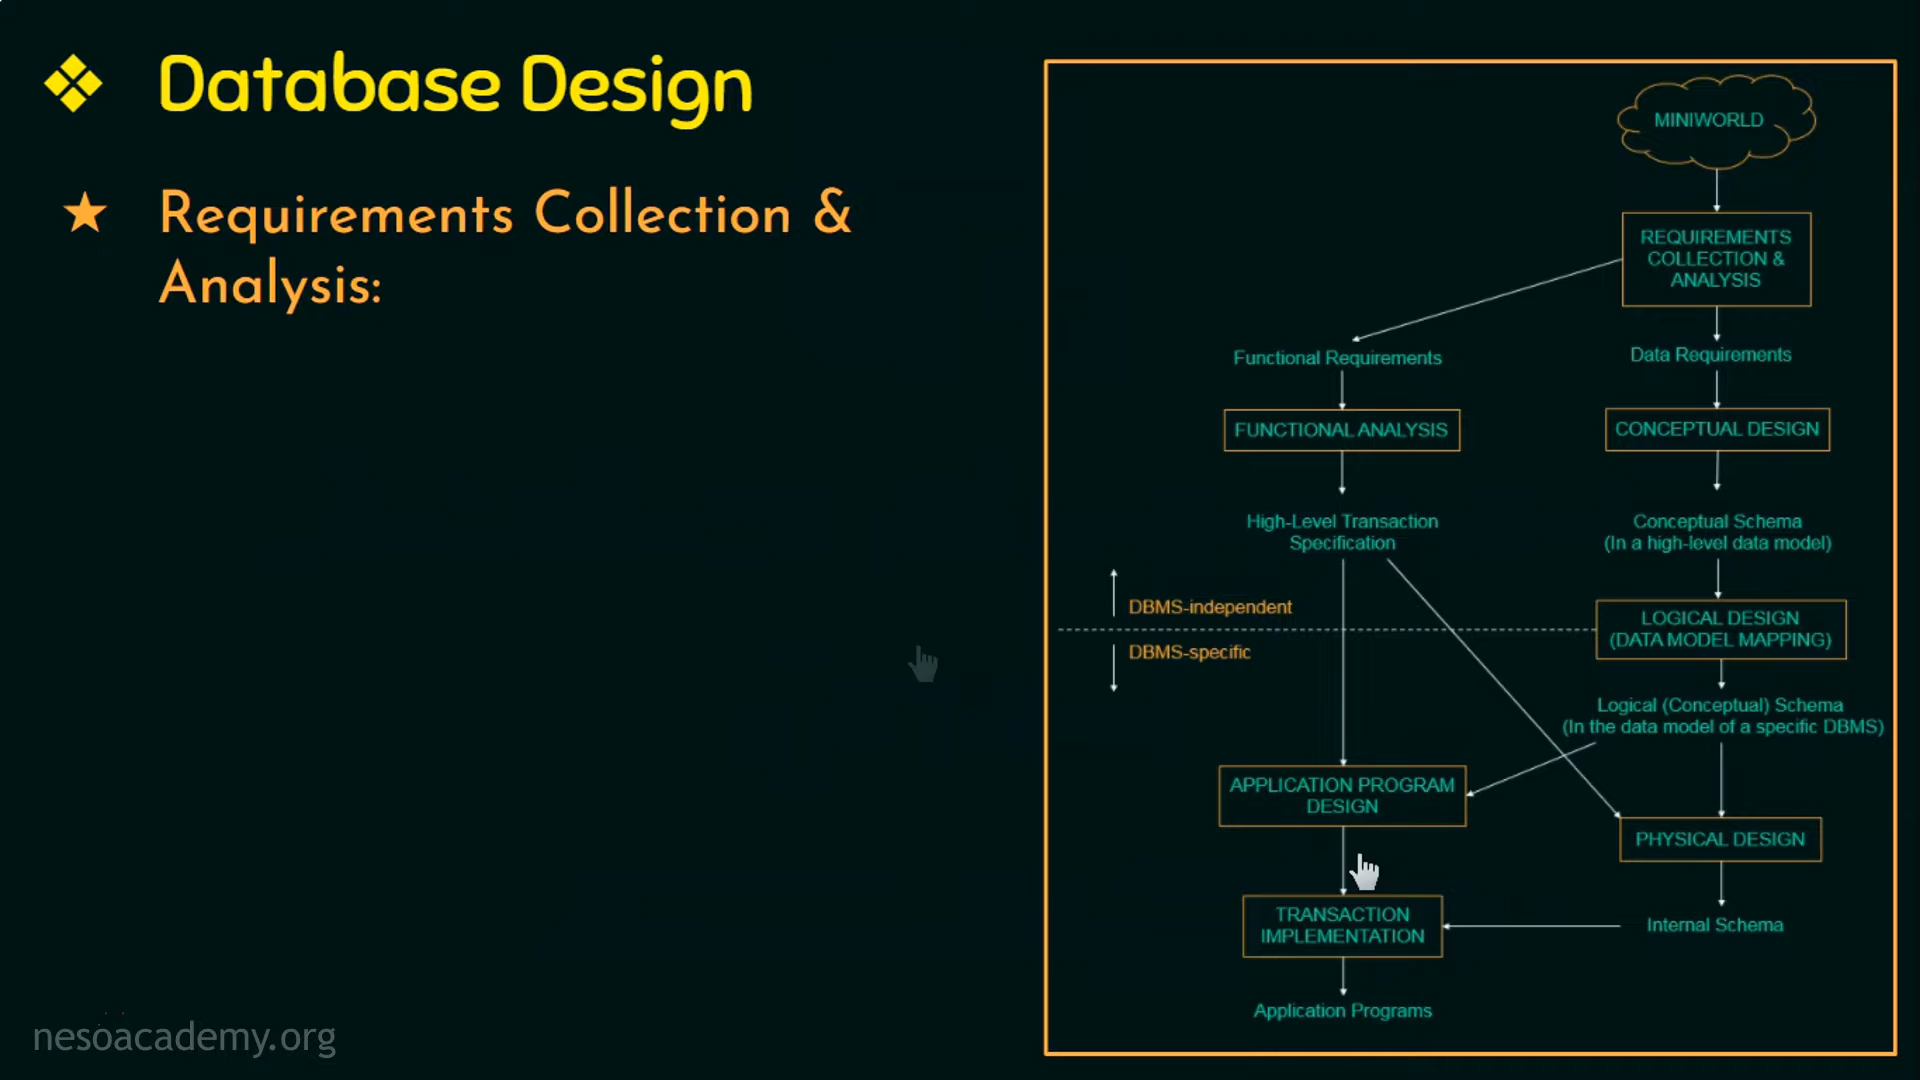 Database Design
Requirements Collection &
Analysis:
MINIWORLD
REQUIREMENTS
COLLECTION &
ANALYSIS
Functional Requirements
Data Requirements
FUNCTIONAL ANALYSIS
CONCEPTUAL DESIGN
High-Level Transaction
Specification
Conceptual Schema
(In a high-level data model)
DBMS-independent
DBMS-specific
LOGICAL DESIGN
(DATA MODEL MAPPING)
Logical (Conceptual) Schema
(In the data model of a specific DBMS)
APPLICATION PROGRAM
DESIGN
PHYSICAL DESIGN
TRANSACTION
IMPLEMENTATION
Internal Schema
Application Programs
nesoacademy.org